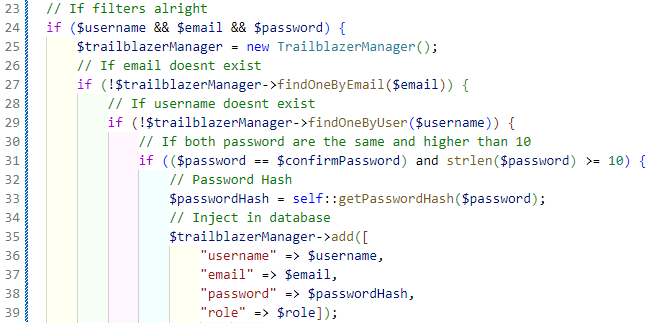 23 // If filters alright
24 if ($username && $email && $password) {
25 $trailblazerManager = new TrailblazerManager();
26 // If email doesnt exist
27 if (!$trailblazerManager->findOneByEmail($email)) {
28 // If username doesnt exist
29 if (!$trailblazerManager->findOneByUser($username)) {
30 // If both password are the same and higher than 10
31 if (($password == $confirmPassword) and strlen($password) >= 10) {
32 // Password Hash
33 $passwordHash = self::getPasswordHash($password);
34 // Inject in database
35 $trailblazerManager->add([
36 "username" => $username,
37 "email" => $email,
38 "password" => $passwordHash,
39 "role" => $role]);